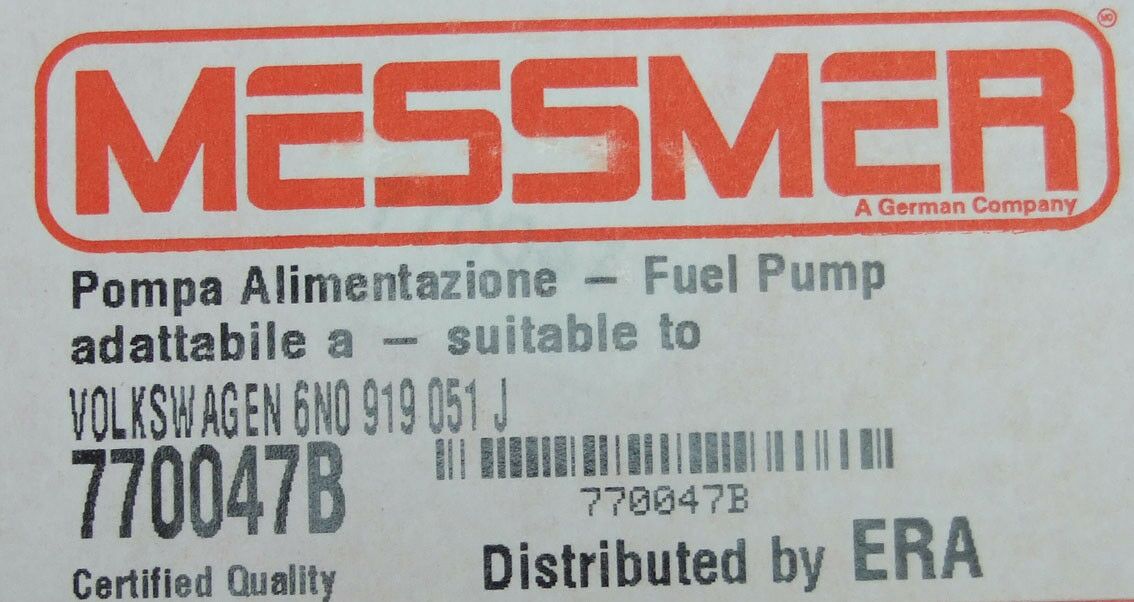 MESSMER
A German Company
Pompa Alimentazione – Fuel Pump
adattabile a – suitable to
VOLKSWAGEN 6N0 919 051 J
770047B
770047B
Certified Quality
Distributed by ERA